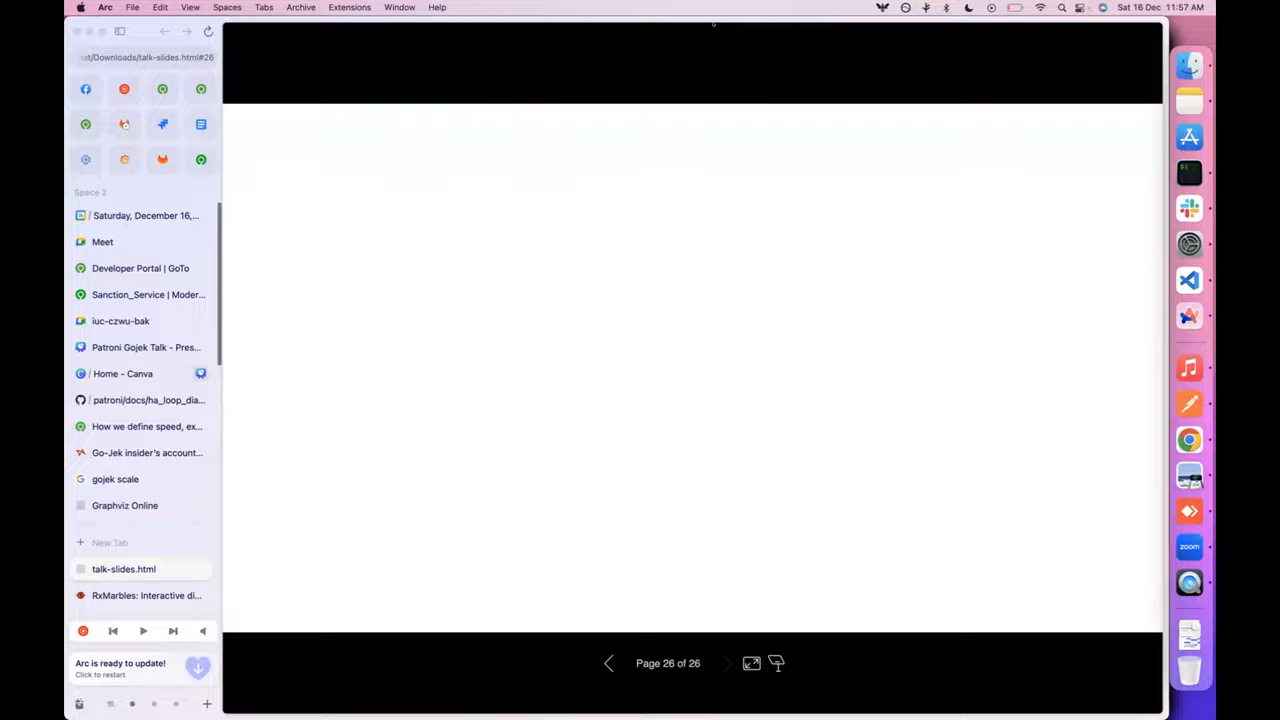 Arc File Edit View Spaces Tabs Archive Extensions Window Help Sat 16 Dec 11:57 AM
et/Downloads/talk-slides.html#26
Space 2
/ Saturday, December 16,...
Meet
Developer Portal | GoTo
Sanction_Service | Moder...
iuc-czwu-bak
Patroni Gojek Talk - Pres...
/ Home - Canva
/ patroni/docs/ha_loop_dia...
How we define speed, ex...
Go-Jek insider's account...
gojek scale
Graphviz Online
+ New Tab
talk-slides.html
RxMarbles: Interactive di...
Arc is ready to update!
Click to restart
Page 26 of 26
zoom